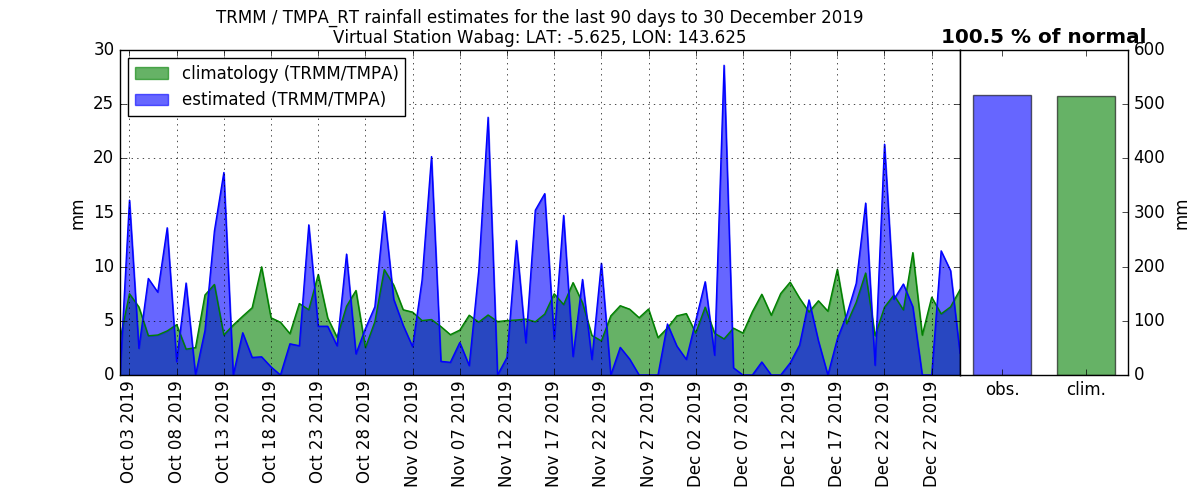 TRMM / TMPA_RT rainfall estimates for the last 90 days to 30 December 2019
Virtual Station Wabag: LAT: -5.625, LON: 143.625
100.5 % of normal
climatology (TRMM/TMPA)
estimated (TRMM/TMPA)
mm
30
25
20
15
10
5
0
600
500
400
300
200
100
0
mm
Oct 03 2019
Oct 08 2019
Oct 13 2019
Oct 18 2019
Oct 23 2019
Oct 28 2019
Nov 02 2019
Nov 07 2019
Nov 12 2019
Nov 17 2019
Nov 22 2019
Nov 27 2019
Dec 02 2019
Dec 07 2019
Dec 12 2019
Dec 17 2019
Dec 22 2019
Dec 27 2019
obs.
clim.